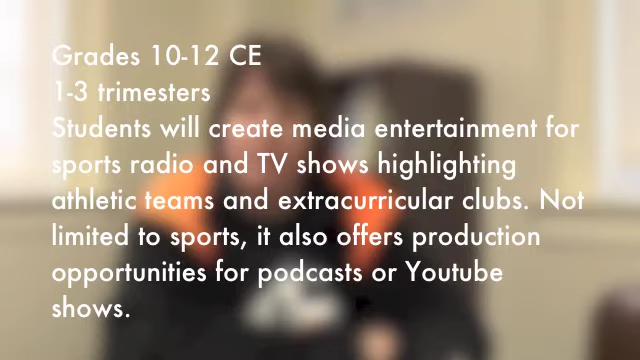 Grades 10-12 CE
1-3 trimesters
Students will create media entertainment for
sports radio and TV shows highlighting
athletic teams and extracurricular clubs. Not
limited to sports, it also offers production
opportunities for podcasts or Youtube
shows.